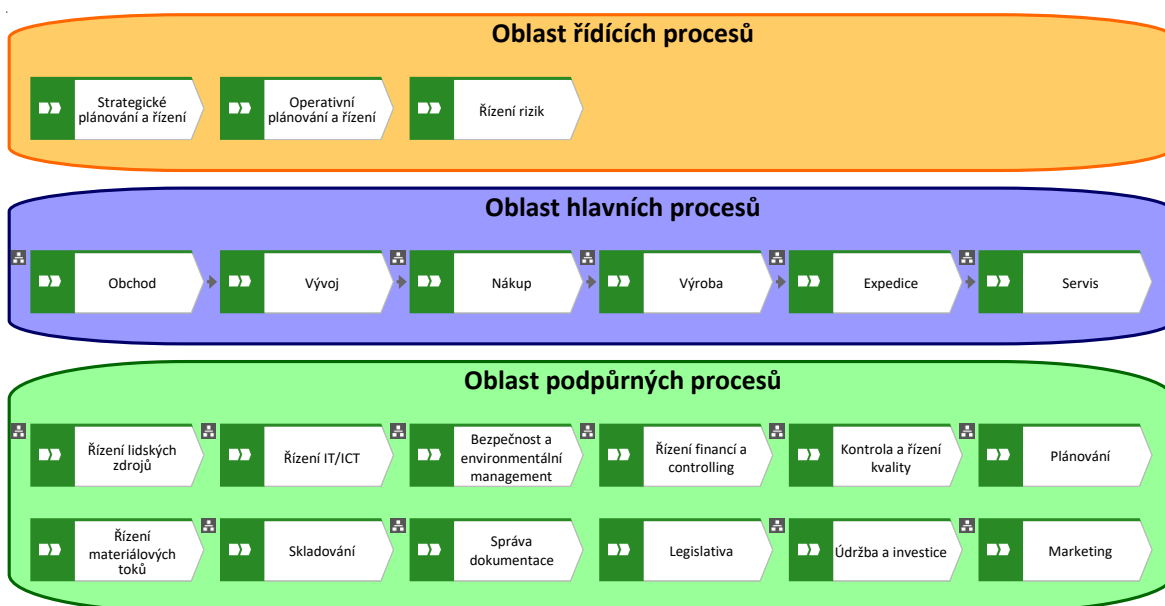 Oblast řídících procesů
Strategické
plánování a řízení
Operativní
plánování a řízení
Řízení rizik
Oblast hlavních procesů
Obchod
Vývoj
Nákup
Výroba
Expedice
Servis
Oblast podpůrných procesů
Řízení lidských
zdrojů
Řízení IT/ICT
Bezpečnost a
environmentální
management
Řízení financí a
controlling
Kontrola a řízení
kvality
Plánování
Řízení
materiálových
toků
Skladování
Správa
dokumentace
Legislativa
Údržba a investice
Marketing